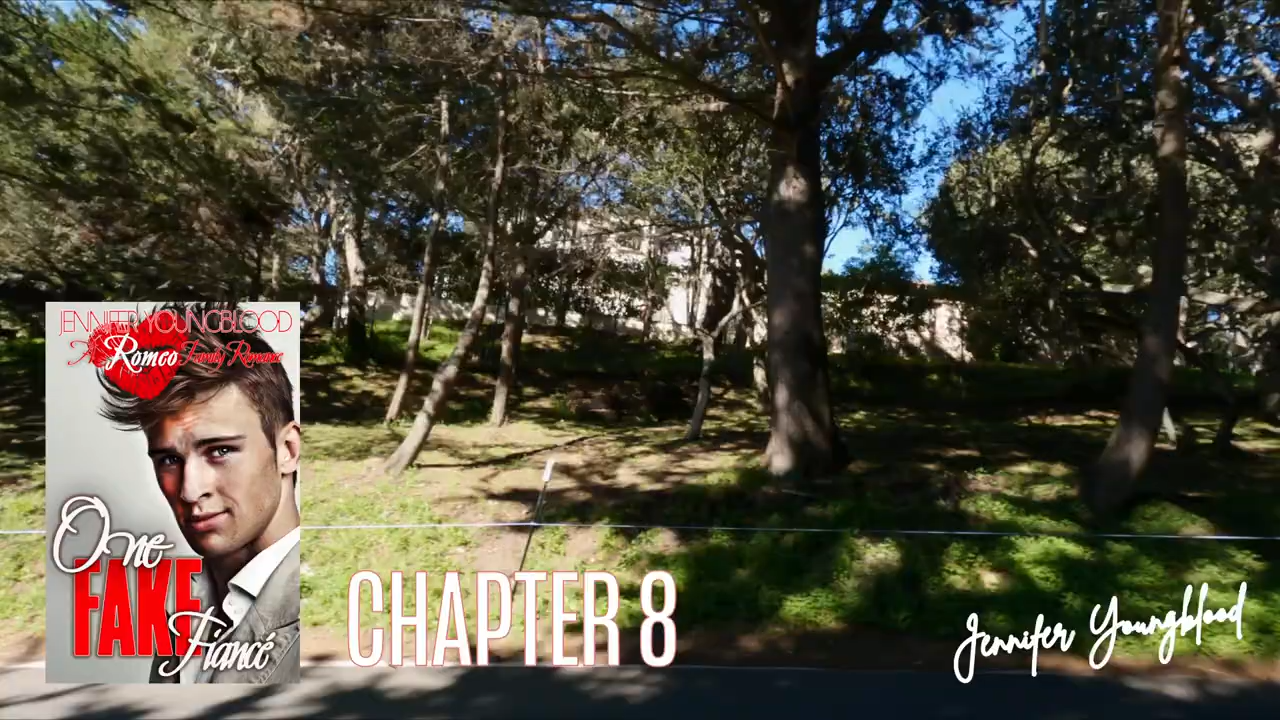 JENNIFER YOUNGBLOOD
A Romeo Family Romance
One
FAKE
Fiancé
CHAPTER 8
Jennifer Youngblood